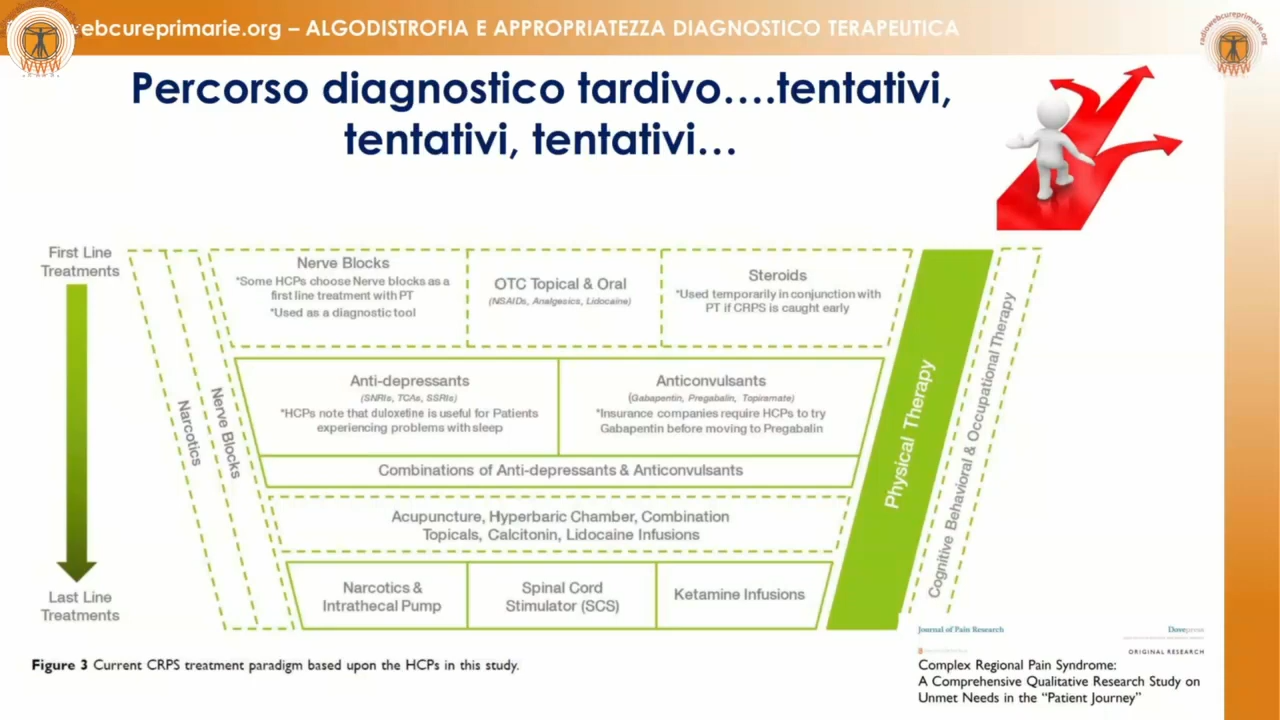 ebcureprimarie.org – ALGODISTROFIA E APPROPRIATEZZA DIAGNOSTICO TERAPEUTICA
radiowebcureprimarie.org
WWW
WWW
Percorso diagnostico tardivo….tentativi,
tentativi, tentativi…
First Line
Treatments
Last Line
Treatments
Narcotics
Nerve Blocks
Nerve Blocks
*Some HCPs choose Nerve blocks as a
first line treatment with PT
*Used as a diagnostic tool
OTC Topical & Oral
(NSAIDs, Analgesics, Lidocaine)
Steroids
*Used temporarily in conjunction with
PT if CRPS is caught early
Anti-depressants
(SNRIs, TCAs, SSRIs)
*HCPs note that duloxetine is useful for Patients
experiencing problems with sleep
Anticonvulsants
(Gabapentin, Pregabalin, Topiramate)
*Insurance companies require HCPs to try
Gabapentin before moving to Pregabalin
Combinations of Anti-depressants & Anticonvulsants
Acupuncture, Hyperbaric Chamber, Combination
Topicals, Calcitonin, Lidocaine Infusions
Narcotics &
Intrathecal Pump
Spinal Cord
Stimulator (SCS)
Ketamine Infusions
Physical Therapy
Cognitive Behavioral & Occupational Therapy
Figure 3 Current CRPS treatment paradigm based upon the HCPs in this study.
Journal of Pain Research
Dovepress
ORIGINAL RESEARCH
Complex Regional Pain Syndrome:
A Comprehensive Qualitative Research Study on
Unmet Needs in the “Patient Journey”